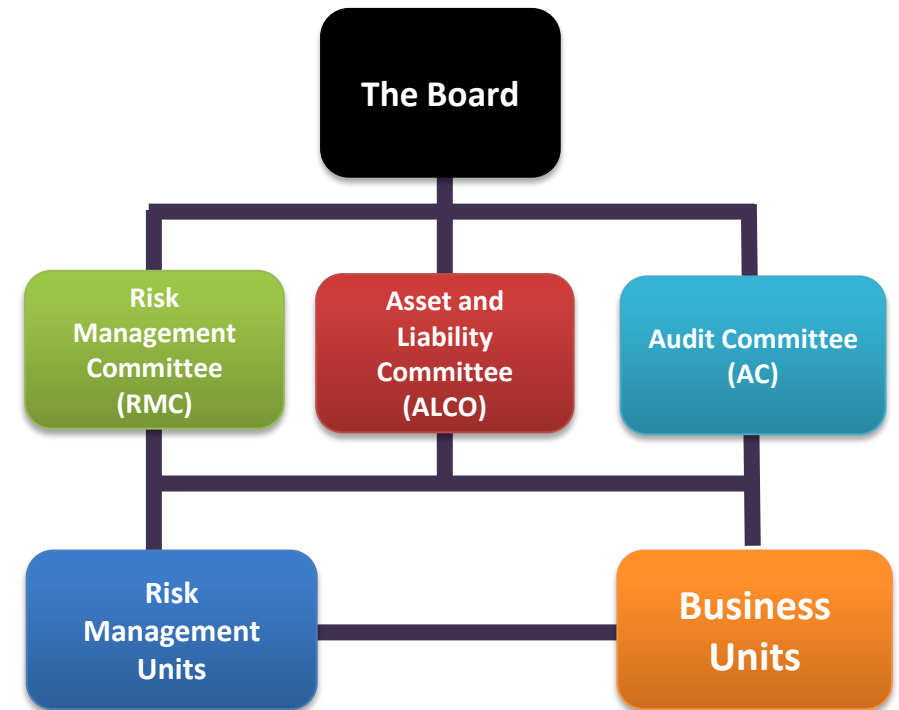 The Board
Risk
Management
Committee
(RMC)
Asset and
Liability
Committee
(ALCO)
Audit Committee
(AC)
Risk
Management
Units
Business
Units